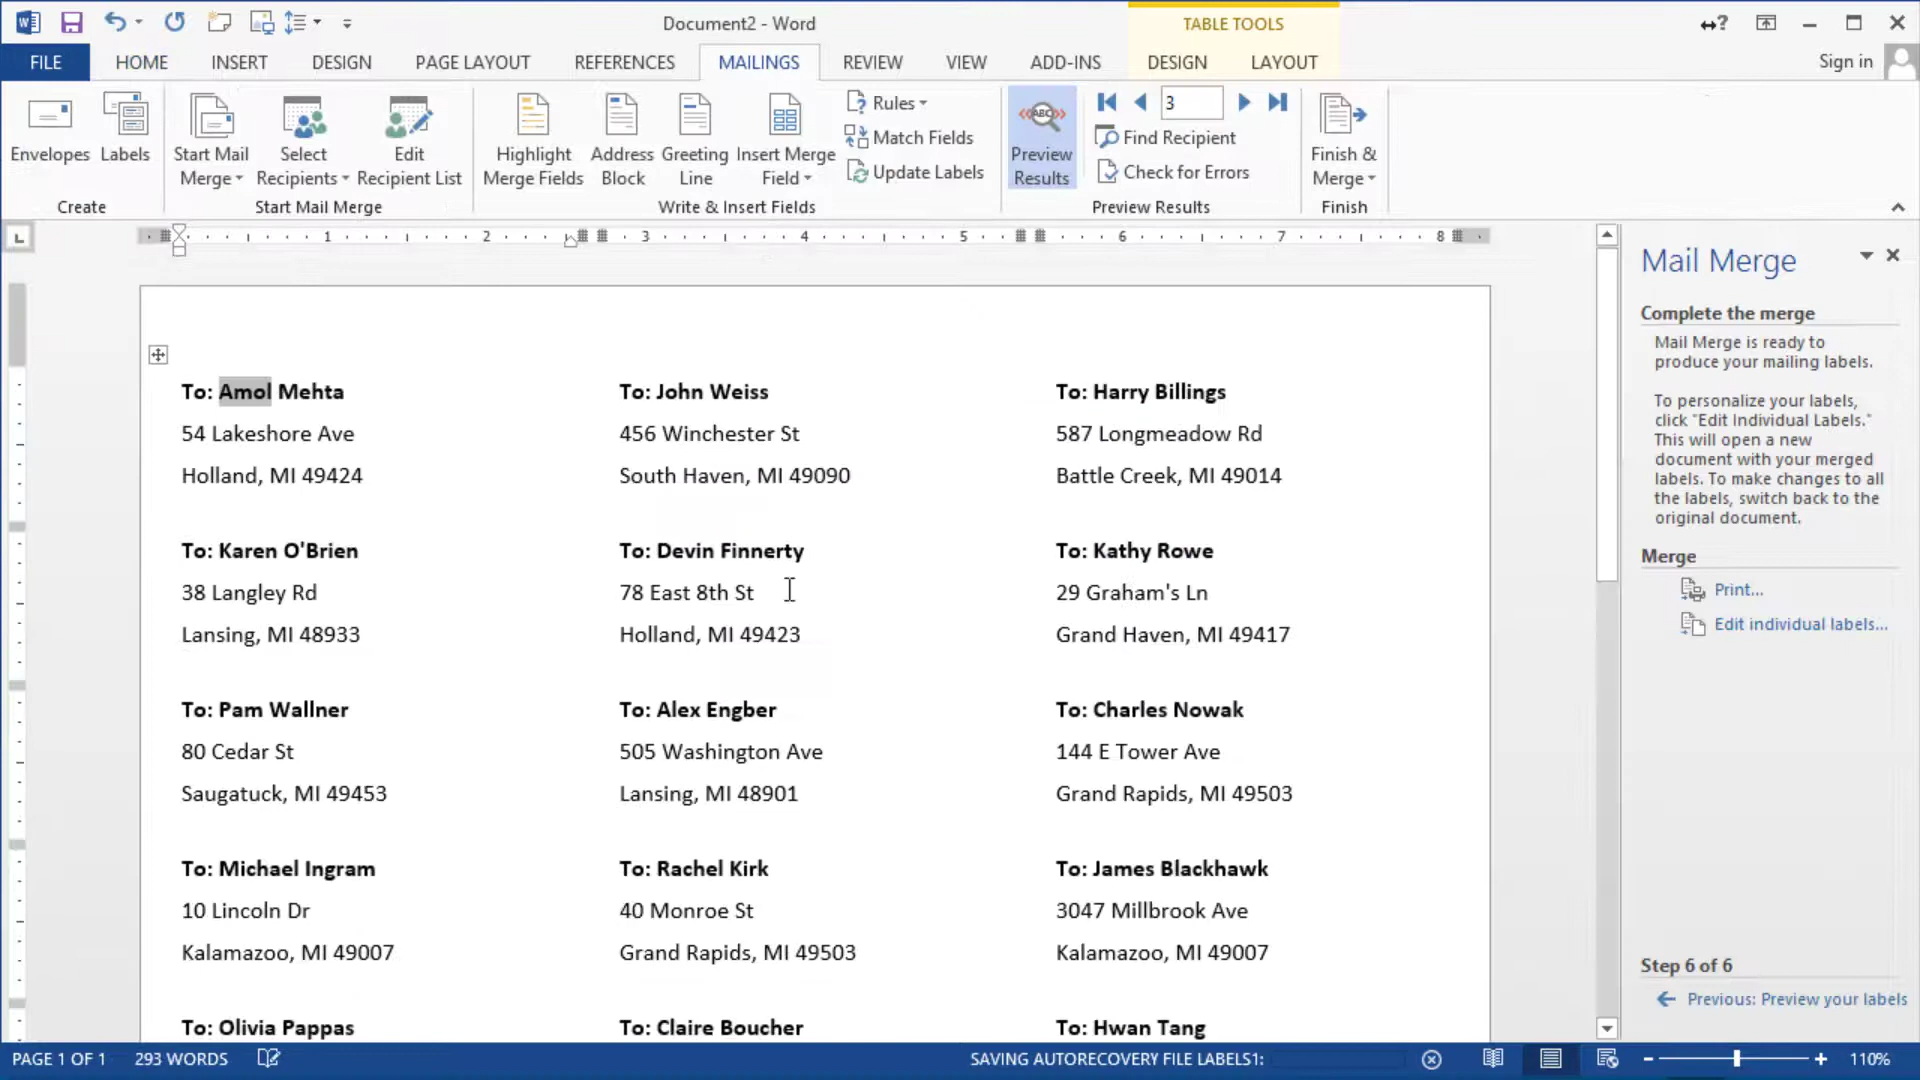 Document2 - Word
TABLE TOOLS
FILE HOME INSERT DESIGN PAGE LAYOUT REFERENCES MAILINGS REVIEW VIEW ADD-INS DESIGN LAYOUT Sign in
Envelopes
Labels
Create
Start Mail
Merge
Select
Recipients
Edit
Recipient List
Start Mail Merge
Highlight
Merge Fields
Address
Block
Greeting
Line
Insert Merge
Field
Rules
Match Fields
Update Labels
Write & Insert Fields
ABC
Preview
Results
3
Find Recipient
Check for Errors
Preview Results
Finish &
Merge
Finish
1 2 3 4 5 6 7 8
To: Amol Mehta
54 Lakeshore Ave
Holland, MI 49424
To: John Weiss
456 Winchester St
South Haven, MI 49090
To: Harry Billings
587 Longmeadow Rd
Battle Creek, MI 49014
To: Karen O'Brien
38 Langley Rd
Lansing, MI 48933
To: Devin Finnerty
78 East 8th St
Holland, MI 49423
To: Kathy Rowe
29 Graham's Ln
Grand Haven, MI 49417
To: Pam Wallner
80 Cedar St
Saugatuck, MI 49453
To: Alex Engber
505 Washington Ave
Lansing, MI 48901
To: Charles Nowak
144 E Tower Ave
Grand Rapids, MI 49503
To: Michael Ingram
10 Lincoln Dr
Kalamazoo, MI 49007
To: Rachel Kirk
40 Monroe St
Grand Rapids, MI 49503
To: James Blackhawk
3047 Millbrook Ave
Kalamazoo, MI 49007
To: Olivia Pappas
To: Claire Boucher
To: Hwan Tang
Mail Merge
Complete the merge
Mail Merge is ready to
produce your mailing labels.
To personalize your labels,
click "Edit Individual Labels."
This will open a new
document with your merged
labels. To make changes to all
the labels, switch back to the
original document.
Merge
Print...
Edit individual labels...
Step 6 of 6
Previous: Preview your labels
PAGE 1 OF 1 293 WORDS SAVING AUTORECOVERY FILE LABELS1: 110%